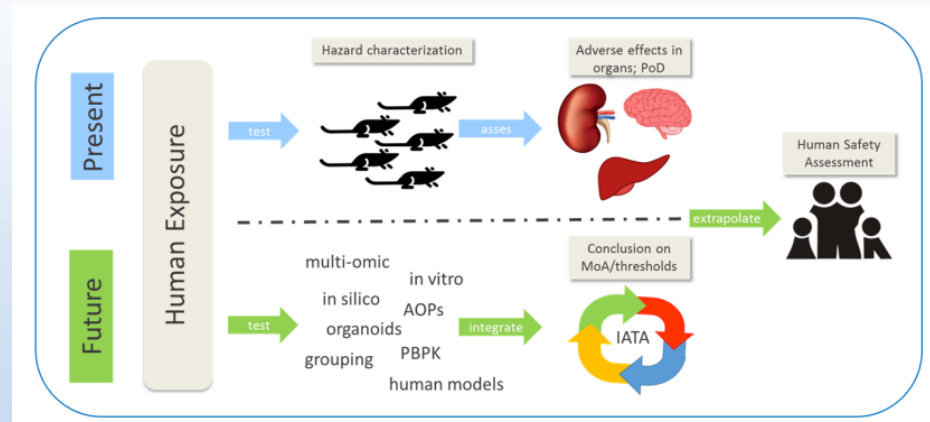 Present
Future
Human Exposure
test
Hazard characterization
asses
Adverse effects in
organs; PoD
test
multi-omic
in vitro
in silico
AOPs
organoids
grouping
PBPK
human models
integrate
Conclusion on
MoA/thresholds
IATA
extrapolate
Human Safety
Assessment